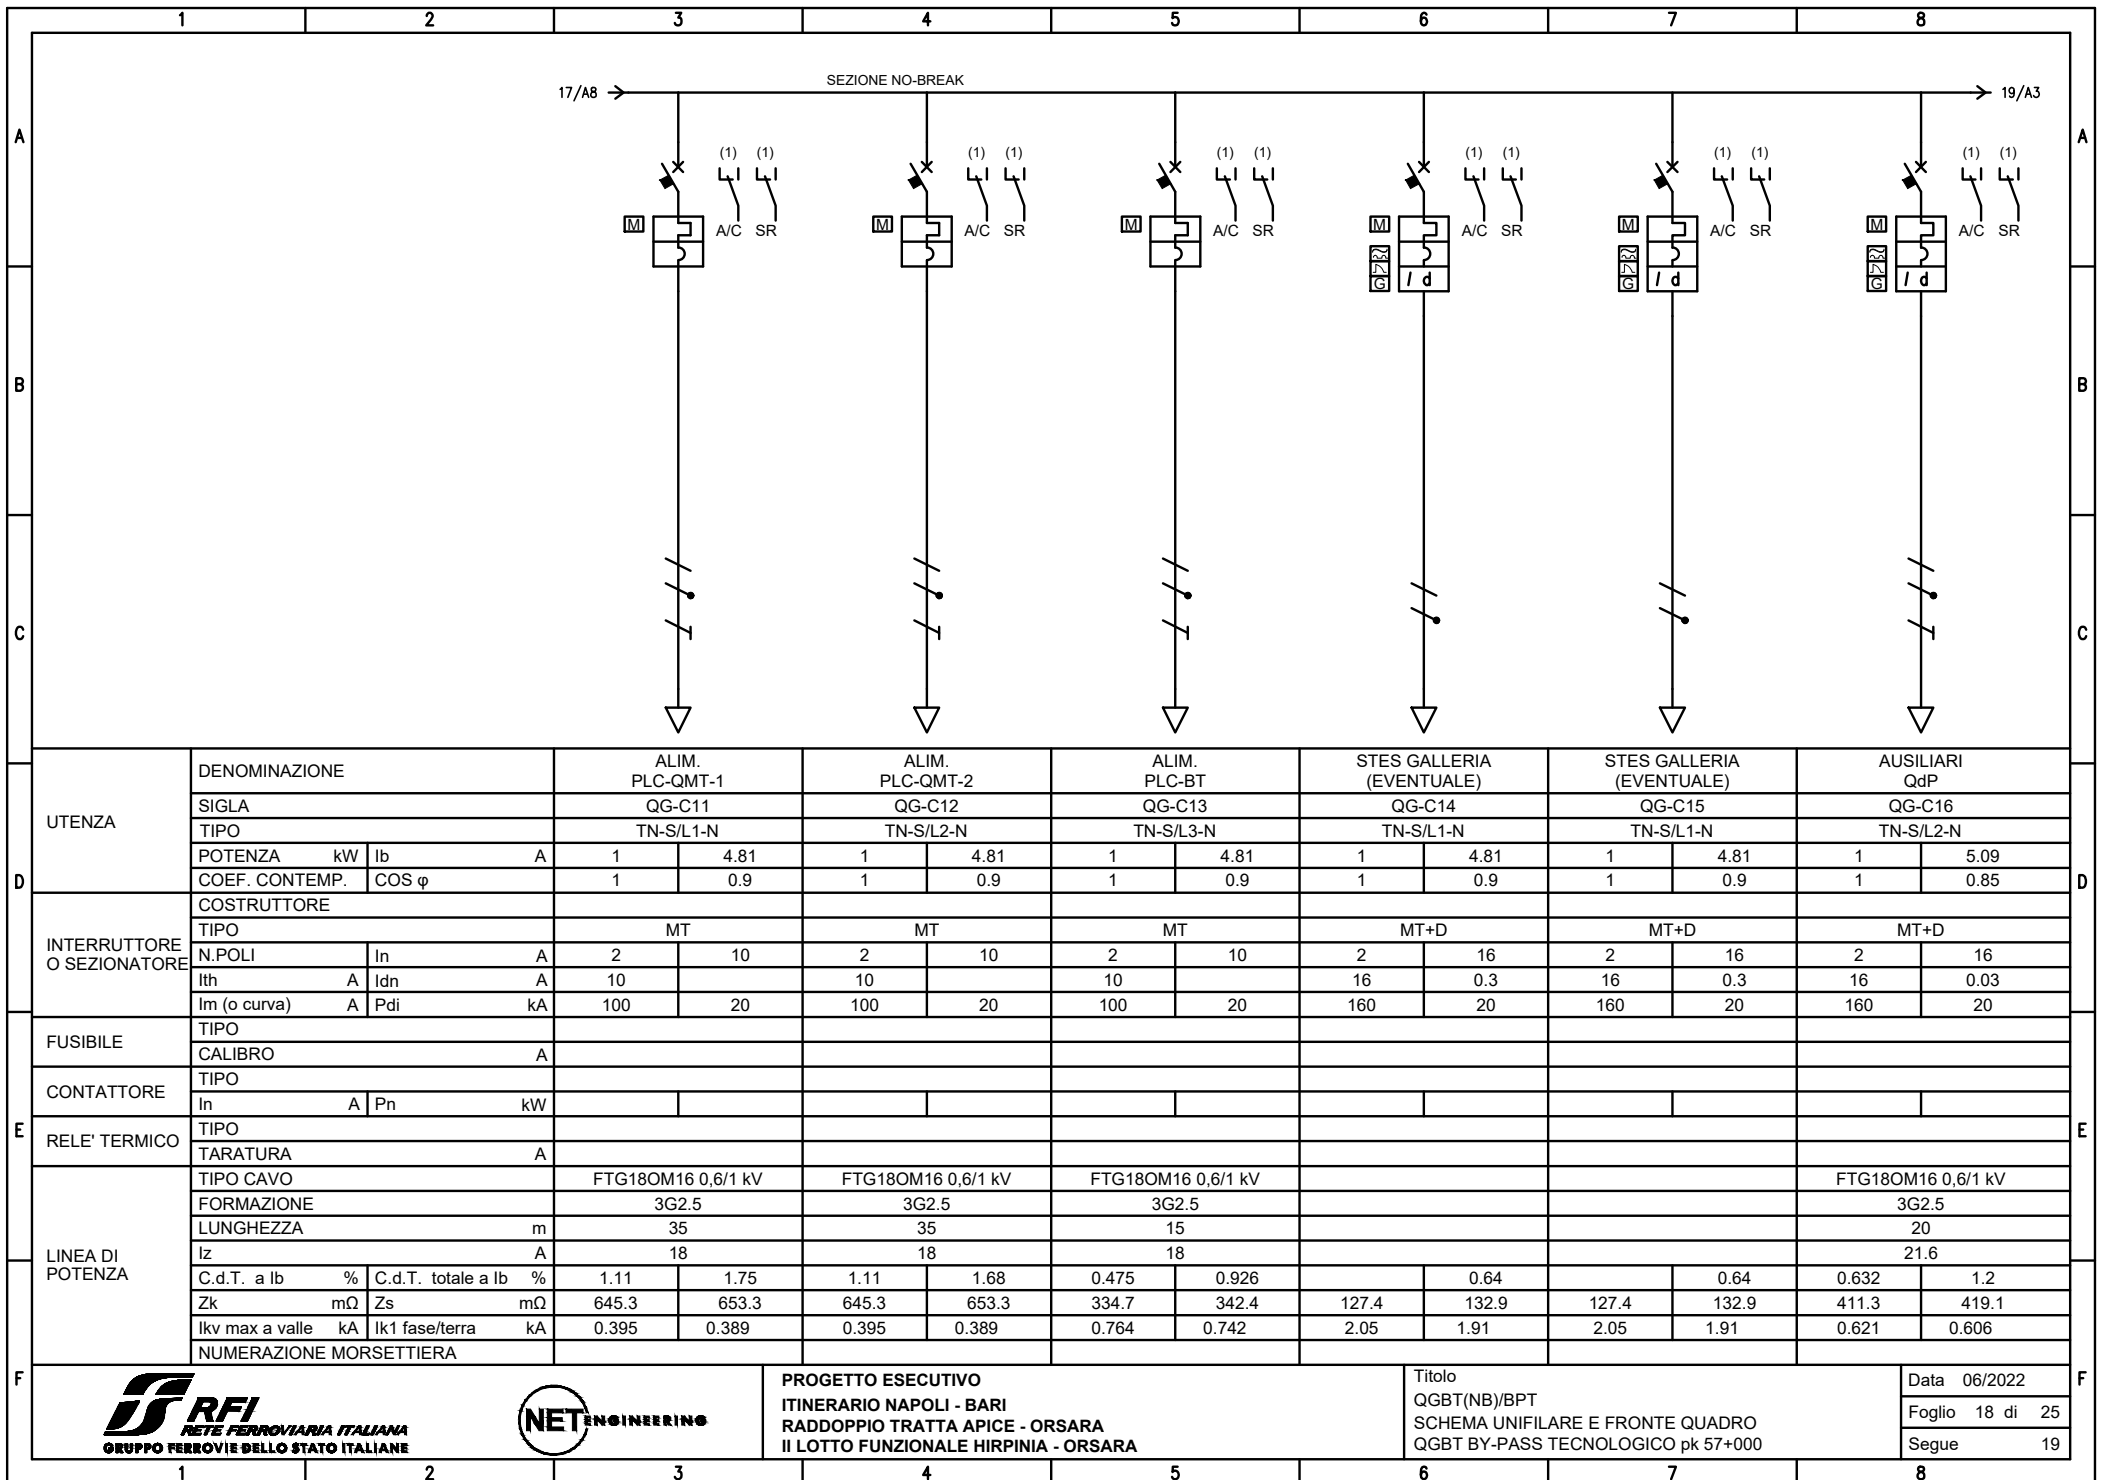 1 2 3 4 5 6 7 8
SEZIONE NO-BREAK
17/A8 19/A3
A A
(1) (1) (1) (1) (1) (1) (1) (1) (1) (1) (1) (1)
M A/C SR M A/C SR M A/C SR M A/C SR M A/C SR M A/C SR
G I d G I d G I d
B B
C C
UTENZA
DENOMINAZIONE ALIM. PLC-QMT-1 ALIM. PLC-QMT-2 ALIM. PLC-BT STES GALLERIA (EVENTUALE) STES GALLERIA (EVENTUALE) AUSILIARI QdP
SIGLA QG-C11 QG-C12 QG-C13 QG-C14 QG-C15 QG-C16
TIPO TN-S/L1-N TN-S/L2-N TN-S/L3-N TN-S/L1-N TN-S/L1-N TN-S/L2-N
POTENZA kW Ib A 1 4.81 1 4.81 1 4.81 1 4.81 1 4.81 1 5.09
D COEF. CONTEMP. COS φ 1 0.9 1 0.9 1 0.9 1 0.9 1 0.9 1 0.85 D
INTERRUTTORE
O SEZIONATORE
COSTRUTTORE
TIPO MT MT MT MT+D MT+D MT+D
N.POLI In A 2 10 2 10 2 10 2 16 2 16 2 16
Ith A Idn A 10 10 10 16 0.3 16 0.3 16 0.03
Im (o curva) A Pdi kA 100 20 100 20 100 20 160 20 160 20 160 20
FUSIBILE
TIPO
CALIBRO A
CONTATTORE
TIPO
In A Pn kW
E E
RELE' TERMICO
TIPO
TARATURA A
LINEA DI
POTENZA
TIPO CAVO FTG18OM16 0,6/1 kV FTG18OM16 0,6/1 kV FTG18OM16 0,6/1 kV FTG18OM16 0,6/1 kV
FORMAZIONE 3G2.5 3G2.5 3G2.5 3G2.5
LUNGHEZZA m 35 35 15 20
Iz A 18 18 18 21.6
C.d.T. a Ib % C.d.T. totale a Ib % 1.11 1.75 1.11 1.68 0.475 0.926 0.64 0.64 0.632 1.2
Zk mΩ Zs mΩ 645.3 653.3 645.3 653.3 334.7 342.4 127.4 132.9 127.4 132.9 411.3 419.1
Ikv max a valle kA Ik1 fase/terra kA 0.395 0.389 0.395 0.389 0.764 0.742 2.05 1.91 2.05 1.91 0.621 0.606
NUMERAZIONE MORSETTIERA
F F
RFI
RETE FERROVIARIA ITALIANA
GRUPPO FERROVIE DELLO STATO ITALIANE
NET ENGINEERING
PROGETTO ESECUTIVO
ITINERARIO NAPOLI - BARI
RADDOPPIO TRATTA APICE - ORSARA
II LOTTO FUNZIONALE HIRPINIA - ORSARA
Titolo
QGBT(NB)/BPT
SCHEMA UNIFILARE E FRONTE QUADRO
QGBT BY-PASS TECNOLOGICO pk 57+000
Data 06/2022
Foglio 18 di 25
Segue 19
1 2 3 4 5 6 7 8